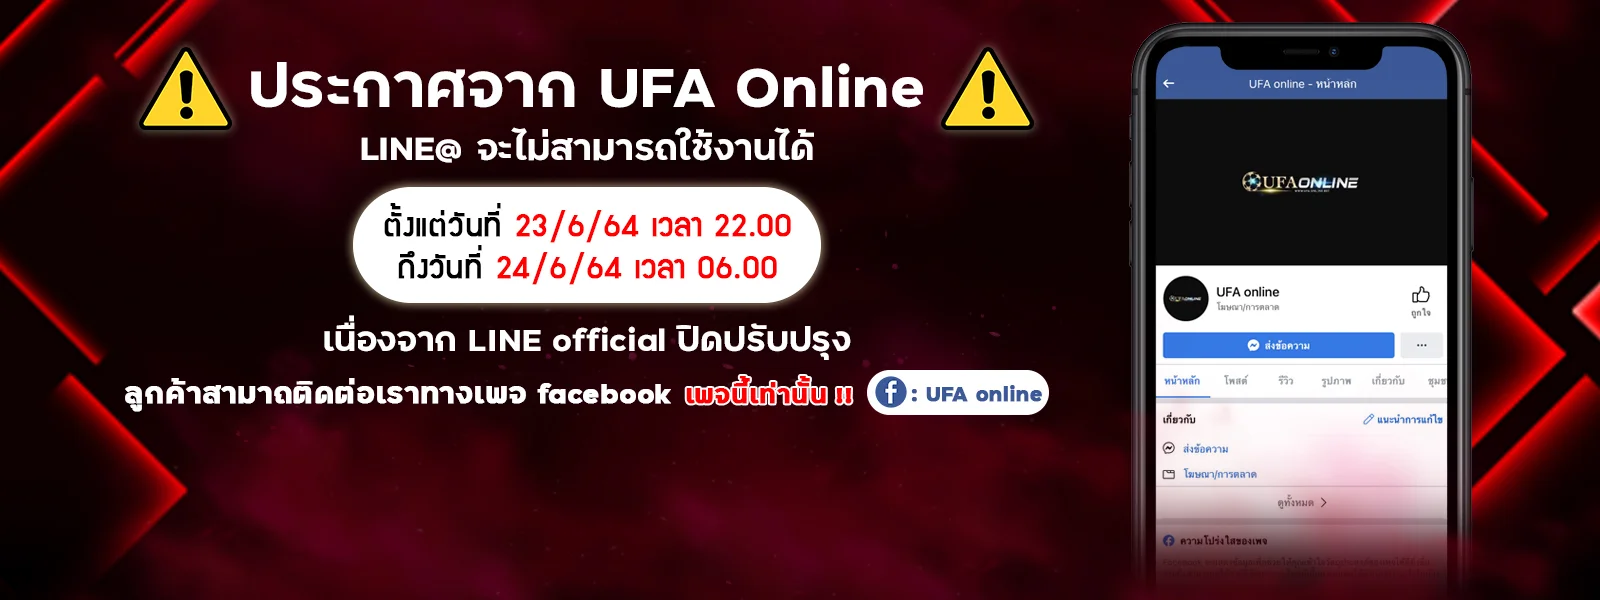 ประกาศจาก UFA Online
LINE@ จะไม่สามารถใช้งานได้
ตั้งแต่วันที่ 23/6/64 เวลา 22.00
ถึงวันที่ 24/6/64 เวลา 06.00
เนื่องจาก LINE official ปิดปรับปรุง
ลูกค้าสามาถติดต่อเราทางเพจ facebook เพจนี้เท่านั้น !! f : UFA online
UFA online - หน้าหลัก
UFAONLINE
UFA online
โฆษณา/การตลาด
ถูกใจ
ส่งข้อความ
หน้าหลัก โพสต์ รีวิว รูปภาพ เกี่ยวกับ ชุมช
เกี่ยวกับ แนะนำการแก้ไข
ส่งข้อความ
โฆษณา/การตลาด
ดูทั้งหมด
ความโปร่งใสของเพจ